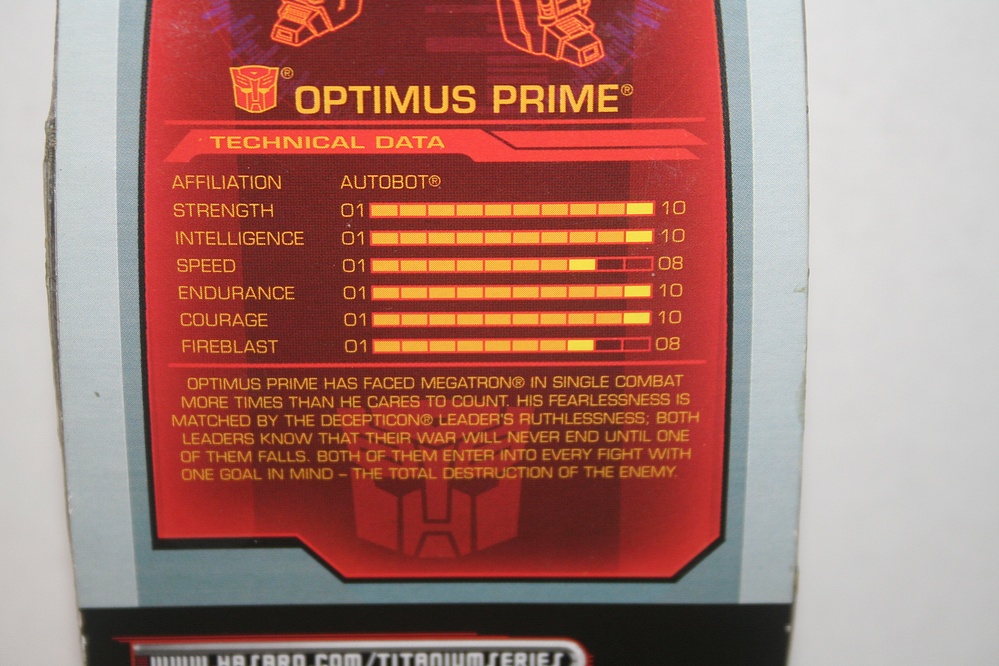 OPTIMUS PRIME®
TECHNICAL DATA
AFFILIATION AUTOBOT®
STRENGTH 01 10
INTELLIGENCE 01 10
SPEED 01 08
ENDURANCE 01 10
COURAGE 01 10
FIREBLAST 01 08
OPTIMUS PRIME HAS FACED MEGATRON® IN SINGLE COMBAT
MORE TIMES THAN HE CARES TO COUNT. HIS FEARLESSNESS IS
MATCHED BY THE DECEPTICON® LEADER'S RUTHLESSNESS; BOTH
LEADERS KNOW THAT THEIR WAR WILL NEVER END UNTIL ONE
OF THEM FALLS. BOTH OF THEM ENTER INTO EVERY FIGHT WITH
ONE GOAL IN MIND – THE TOTAL DESTRUCTION OF THE ENEMY.
WWW.HASBRO.COM/TITANIUMSERIES